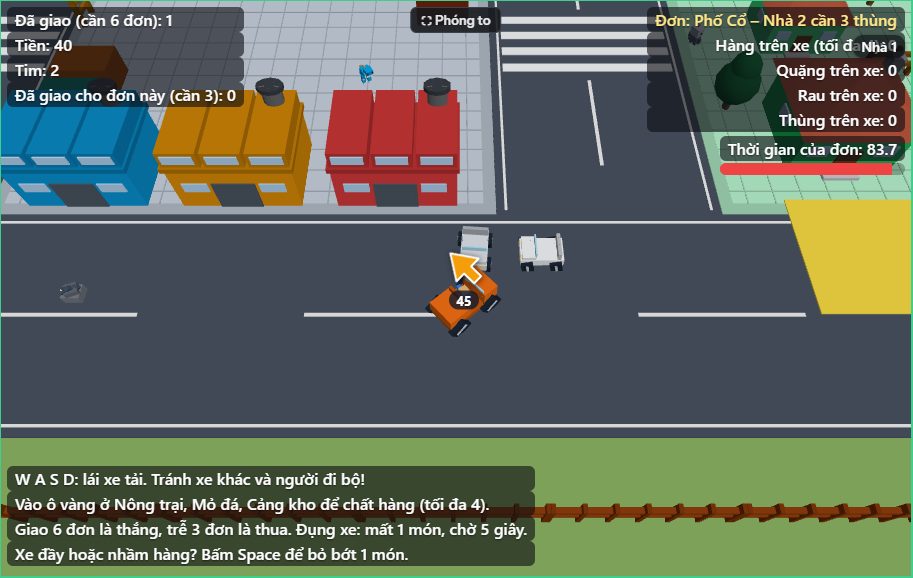 Đã giao (cần 6 đơn): 1
Tiền: 40
Tim: 2
Đã giao cho đơn này (cần 3): 0
Phóng to
Đơn: Phố Cổ – Nhà 2 cần 3 thùng
Hàng trên xe (tối đa
Nhà 1
Quặng trên xe: 0
Rau trên xe: 0
Thùng trên xe: 0
Thời gian của đơn: 83.7
45
W A S D: lái xe tải. Tránh xe khác và người đi bộ!
Vào ô vàng ở Nông trại, Mỏ đá, Cảng kho để chất hàng (tối đa 4).
Giao 6 đơn là thắng, trễ 3 đơn là thua. Đụng xe: mất 1 món, chờ 5 giây.
Xe đầy hoặc nhầm hàng? Bấm Space để bỏ bớt 1 món.